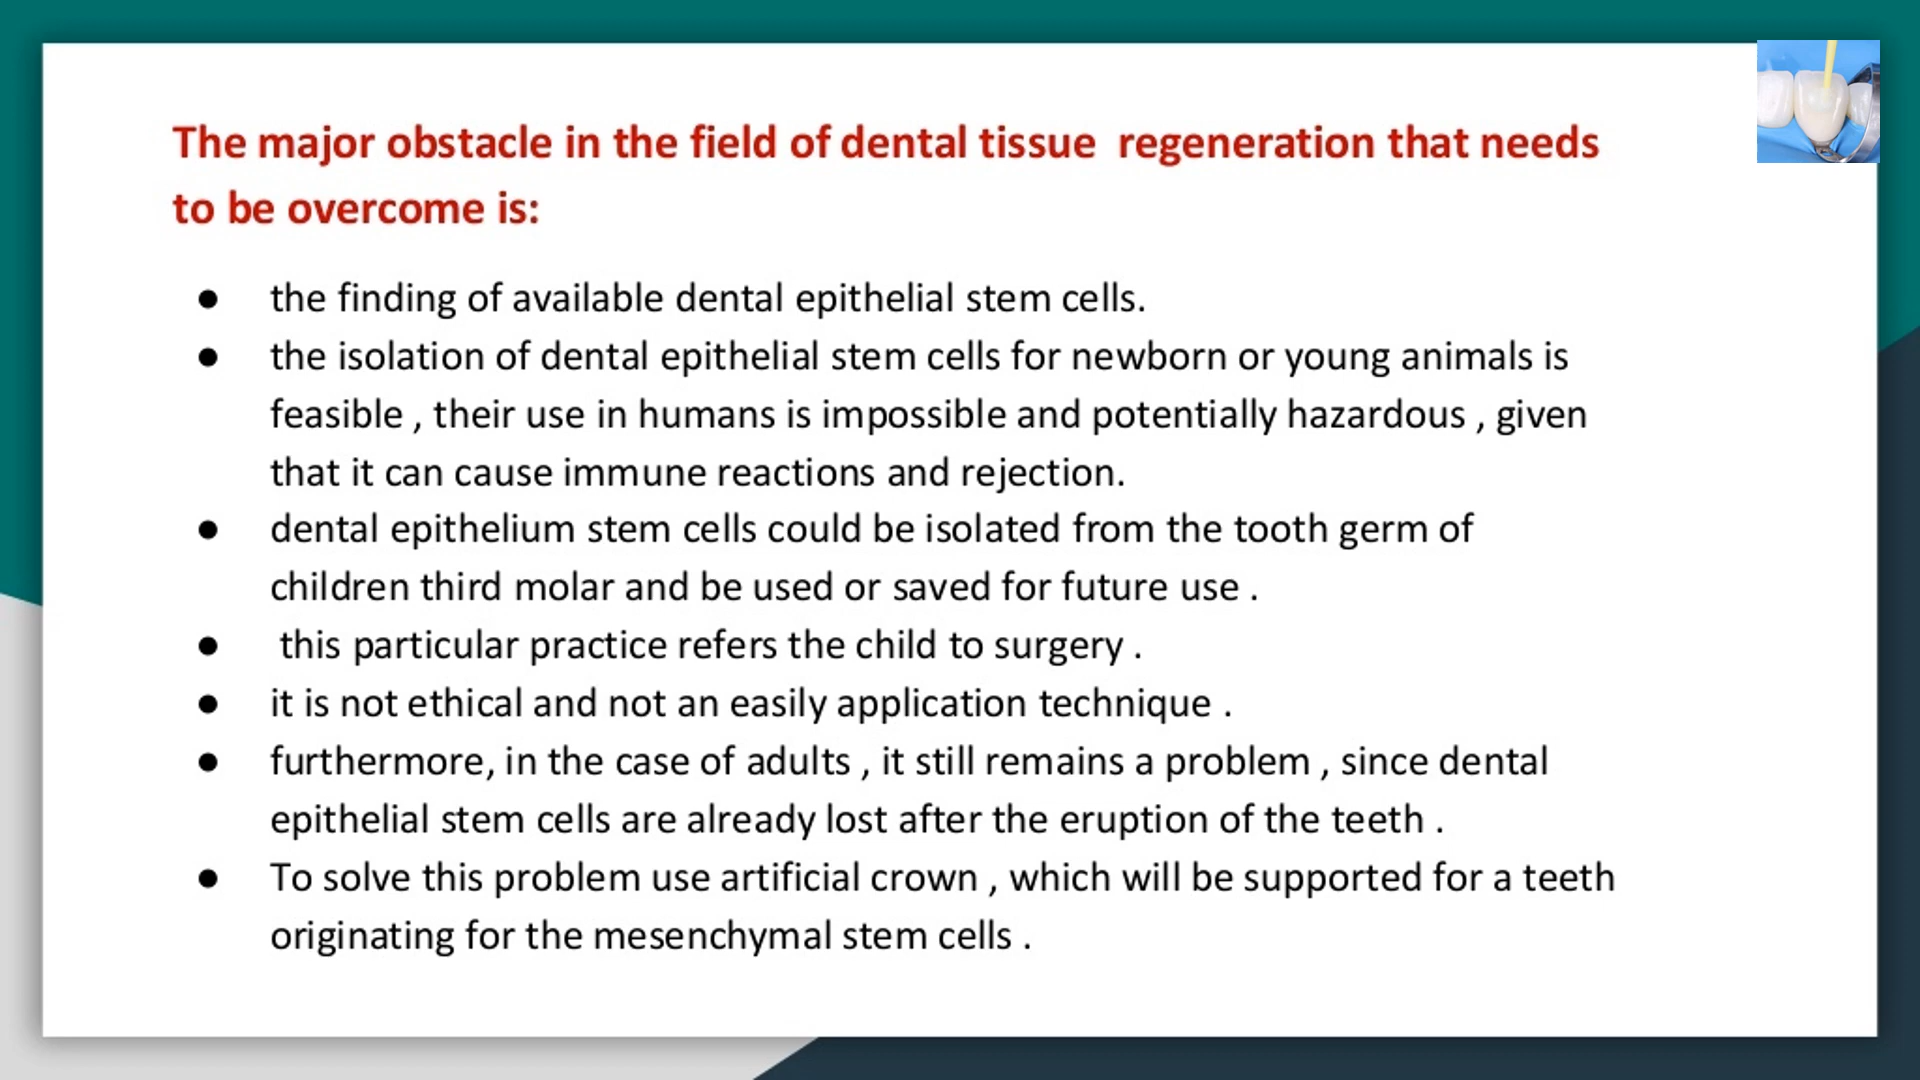 The major obstacle in the field of dental tissue  regeneration that needs
to be overcome is:
● the finding of available dental epithelial stem cells.
● the isolation of dental epithelial stem cells for newborn or young animals is
feasible , their use in humans is impossible and potentially hazardous , given
that it can cause immune reactions and rejection.
● dental epithelium stem cells could be isolated from the tooth germ of
children third molar and be used or saved for future use .
● this particular practice refers the child to surgery .
● it is not ethical and not an easily application technique .
● furthermore, in the case of adults , it still remains a problem , since dental
epithelial stem cells are already lost after the eruption of the teeth .
● To solve this problem use artificial crown , which will be supported for a teeth
originating for the mesenchymal stem cells .